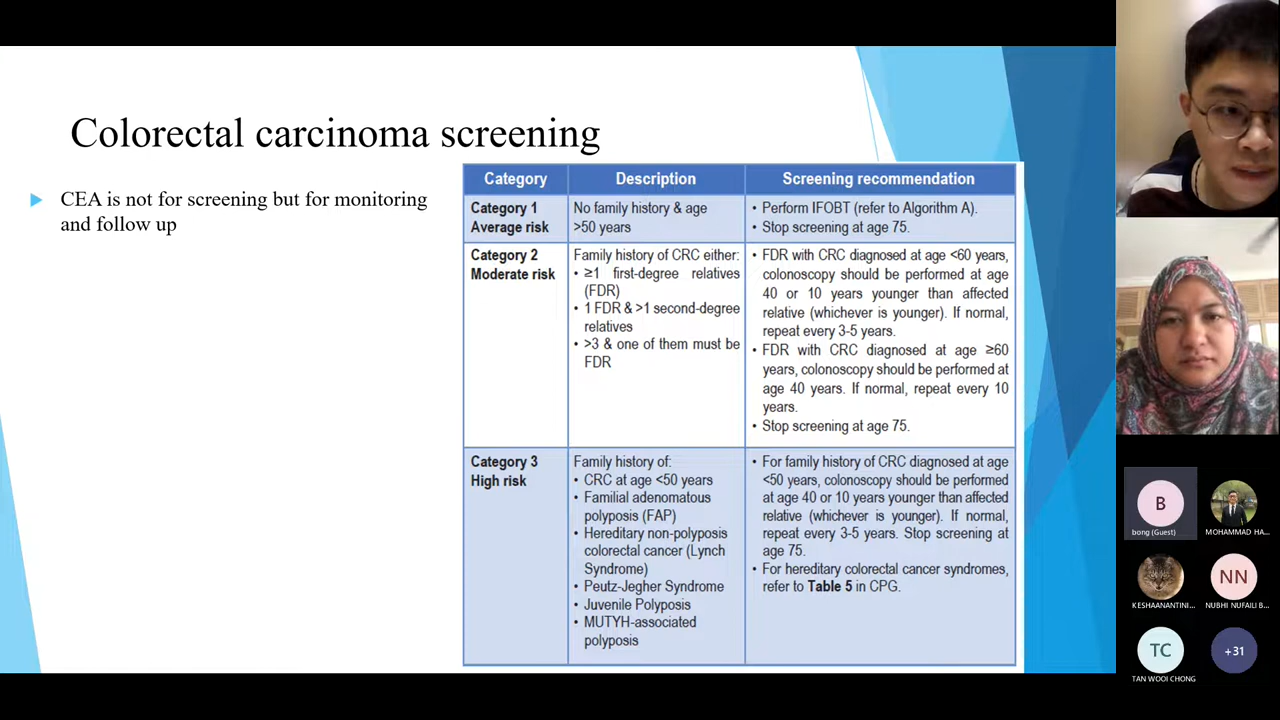 Colorectal carcinoma screening
CEA is not for screening but for monitoring
and follow up
Category
Description
Screening recommendation
Category 1
Average risk
No family history & age
>50 years
• Perform IFOBT (refer to Algorithm A).
• Stop screening at age 75.
Category 2
Moderate risk
Family history of CRC either:
• ≥1 first-degree relatives
(FDR)
• 1 FDR & >1 second-degree
relatives
• >3 & one of them must be
FDR
• FDR with CRC diagnosed at age <60 years,
colonoscopy should be performed at age
40 or 10 years younger than affected
relative (whichever is younger). If normal,
repeat every 3-5 years.
• FDR with CRC diagnosed at age ≥60
years, colonoscopy should be performed at
age 40 years. If normal, repeat every 10
years.
• Stop screening at age 75.
Category 3
High risk
Family history of:
• CRC at age <50 years
• Familial adenomatous
polyposis (FAP)
• Hereditary non-polyposis
colorectal cancer (Lynch
Syndrome)
• Peutz-Jegher Syndrome
• Juvenile Polyposis
• MUTYH-associated
polyposis
• For family history of CRC diagnosed at age
<50 years, colonoscopy should be performed
at age 40 or 10 years younger than affected
relative (whichever is younger). If normal,
repeat every 3-5 years. Stop screening at
age 75.
• For hereditary colorectal cancer syndromes,
refer to Table 5 in CPG.
B
bong (Guest)
MOHAMMAD HA...
KESHAANANTINI...
NN
NUBHI NUFAILI B...
TC
TAN WOOI CHONG
+31